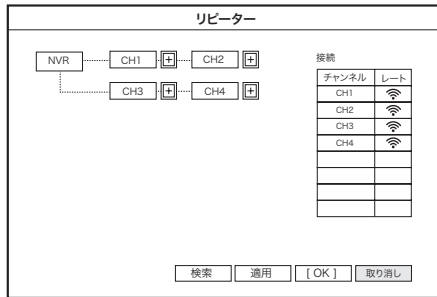 リピーター
NVR CH1 + CH2 +
CH3 + CH4 +
接続
チャンネル レート
CH1
CH2
CH3
CH4
検索 適用 [ OK ] 取り消し